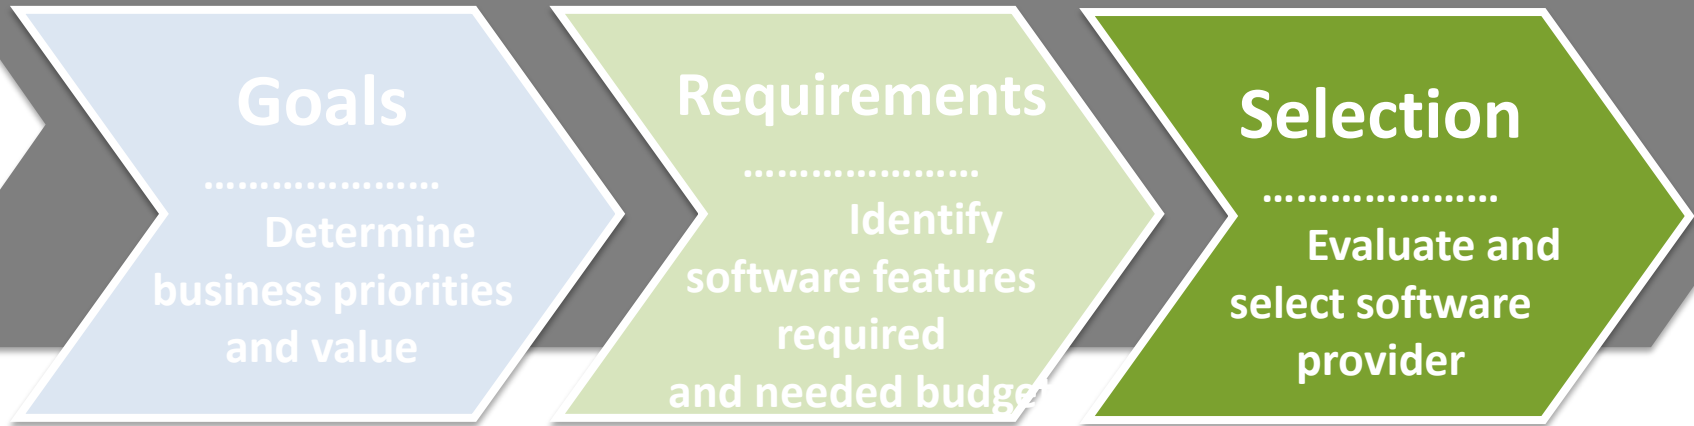 Goals
.....................
Determine
business priorities
and value
Requirements
.....................
Identify
software features
required
and needed budget
Selection
.....................
Evaluate and
select software
provider